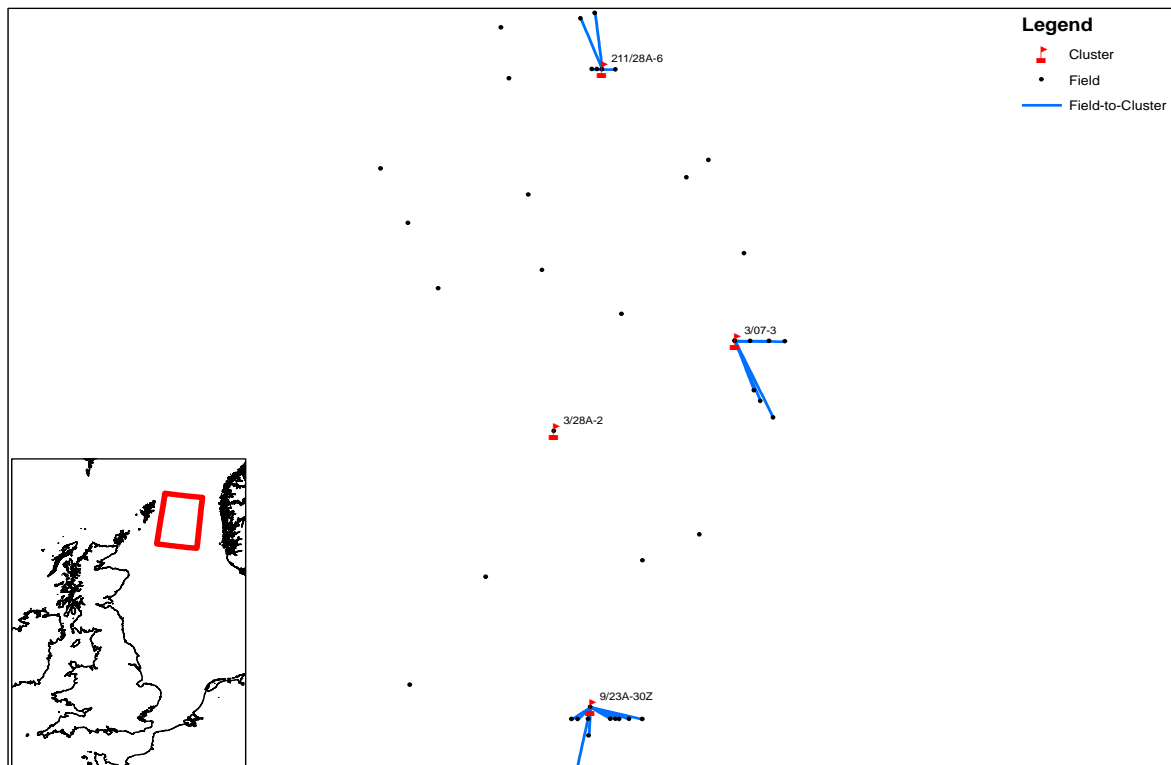 Legend
Cluster
Field
Field-to-Cluster
211/28A-6
3/07-3
3/28A-2
9/23A-30Z